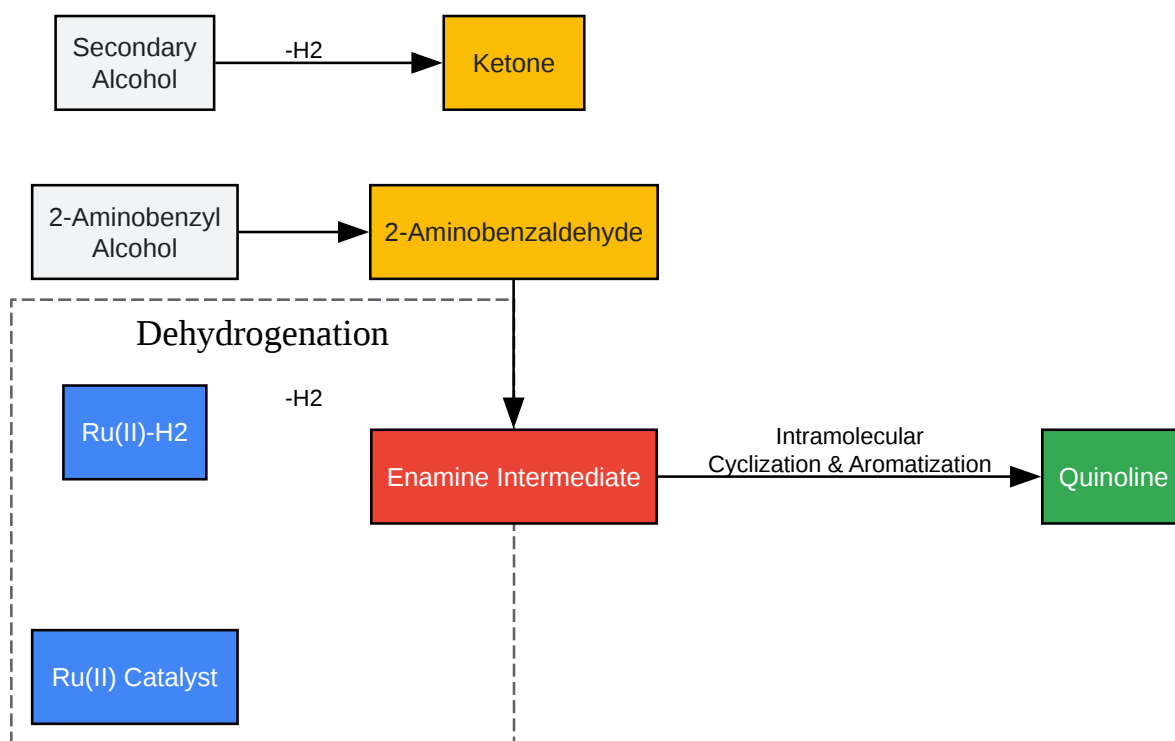 Secondary
Alcohol
-H2
Ketone
2-Aminobenzyl
Alcohol
2-Aminobenzaldehyde
Dehydrogenation
Ru(II)-H2
-H2
Enamine Intermediate
Intramolecular
Cyclization & Aromatization
Quinoline
Ru(II) Catalyst